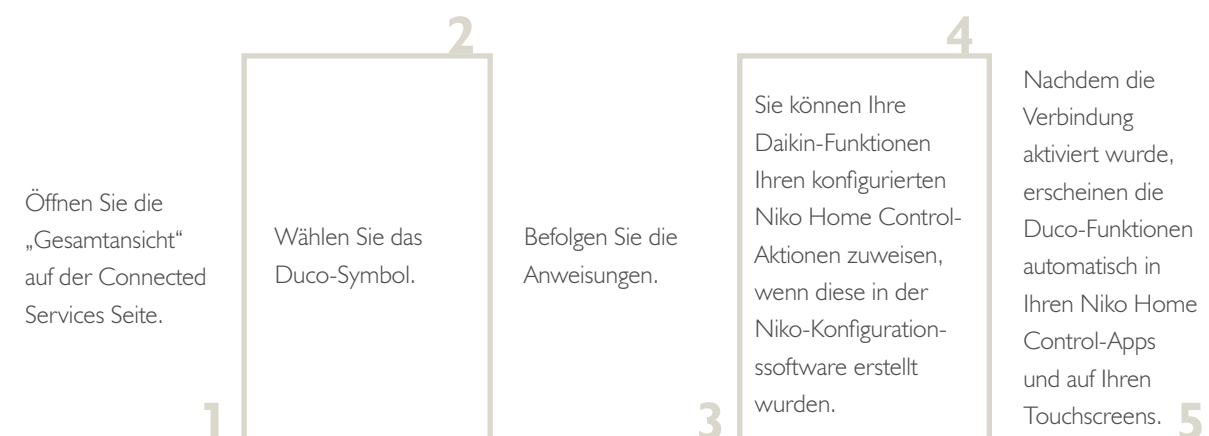 Öffnen Sie die
„Gesamtansicht“
auf der Connected
Services Seite.
1
2
Wählen Sie das
Duco-Symbol.
Befolgen Sie die
Anweisungen.
3
4
Sie können Ihre
Daikin-Funktionen
Ihren konfigurierten
Niko Home Control-
Aktionen zuweisen,
wenn diese in der
Niko-Konfiguration-
ssoftware erstellt
wurden.
Nachdem die
Verbindung
aktiviert wurde,
erscheinen die
Duco-Funktionen
automatisch in
Ihren Niko Home
Control-Apps
und auf Ihren
Touchscreens.
5